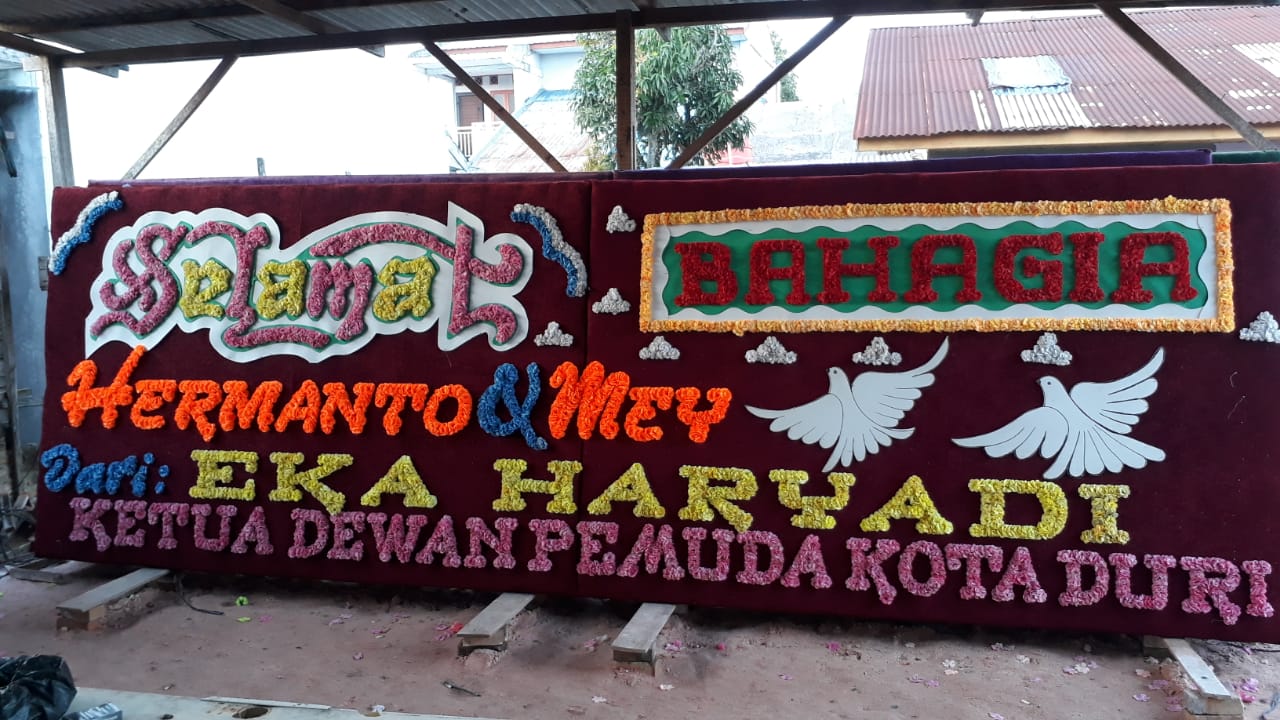 Selamat BAHAGIA
HERMANTO & MEY
Dari: EKA HARYADI
KETUA DEWAN PEMUDA KOTA DURI